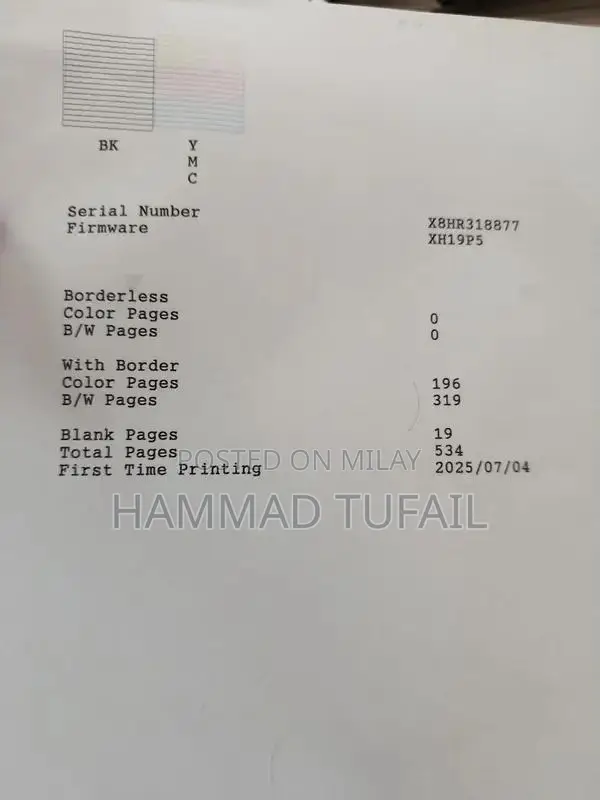 BK Y
M
C
Serial Number X8HR318877
Firmware XH19P5
Borderless
Color Pages 0
B/W Pages 0
With Border
Color Pages 196
B/W Pages 319
Blank Pages 19
Total Pages 534
First Time Printing 2025/07/04
POSTED ON MILAY
HAMMAD TUFAIL